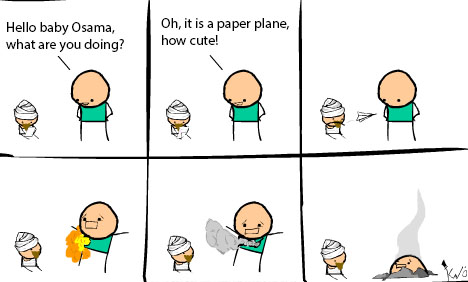 Hello baby Osama,
what are you doing?
Oh, it is a paper plane,
how cute!